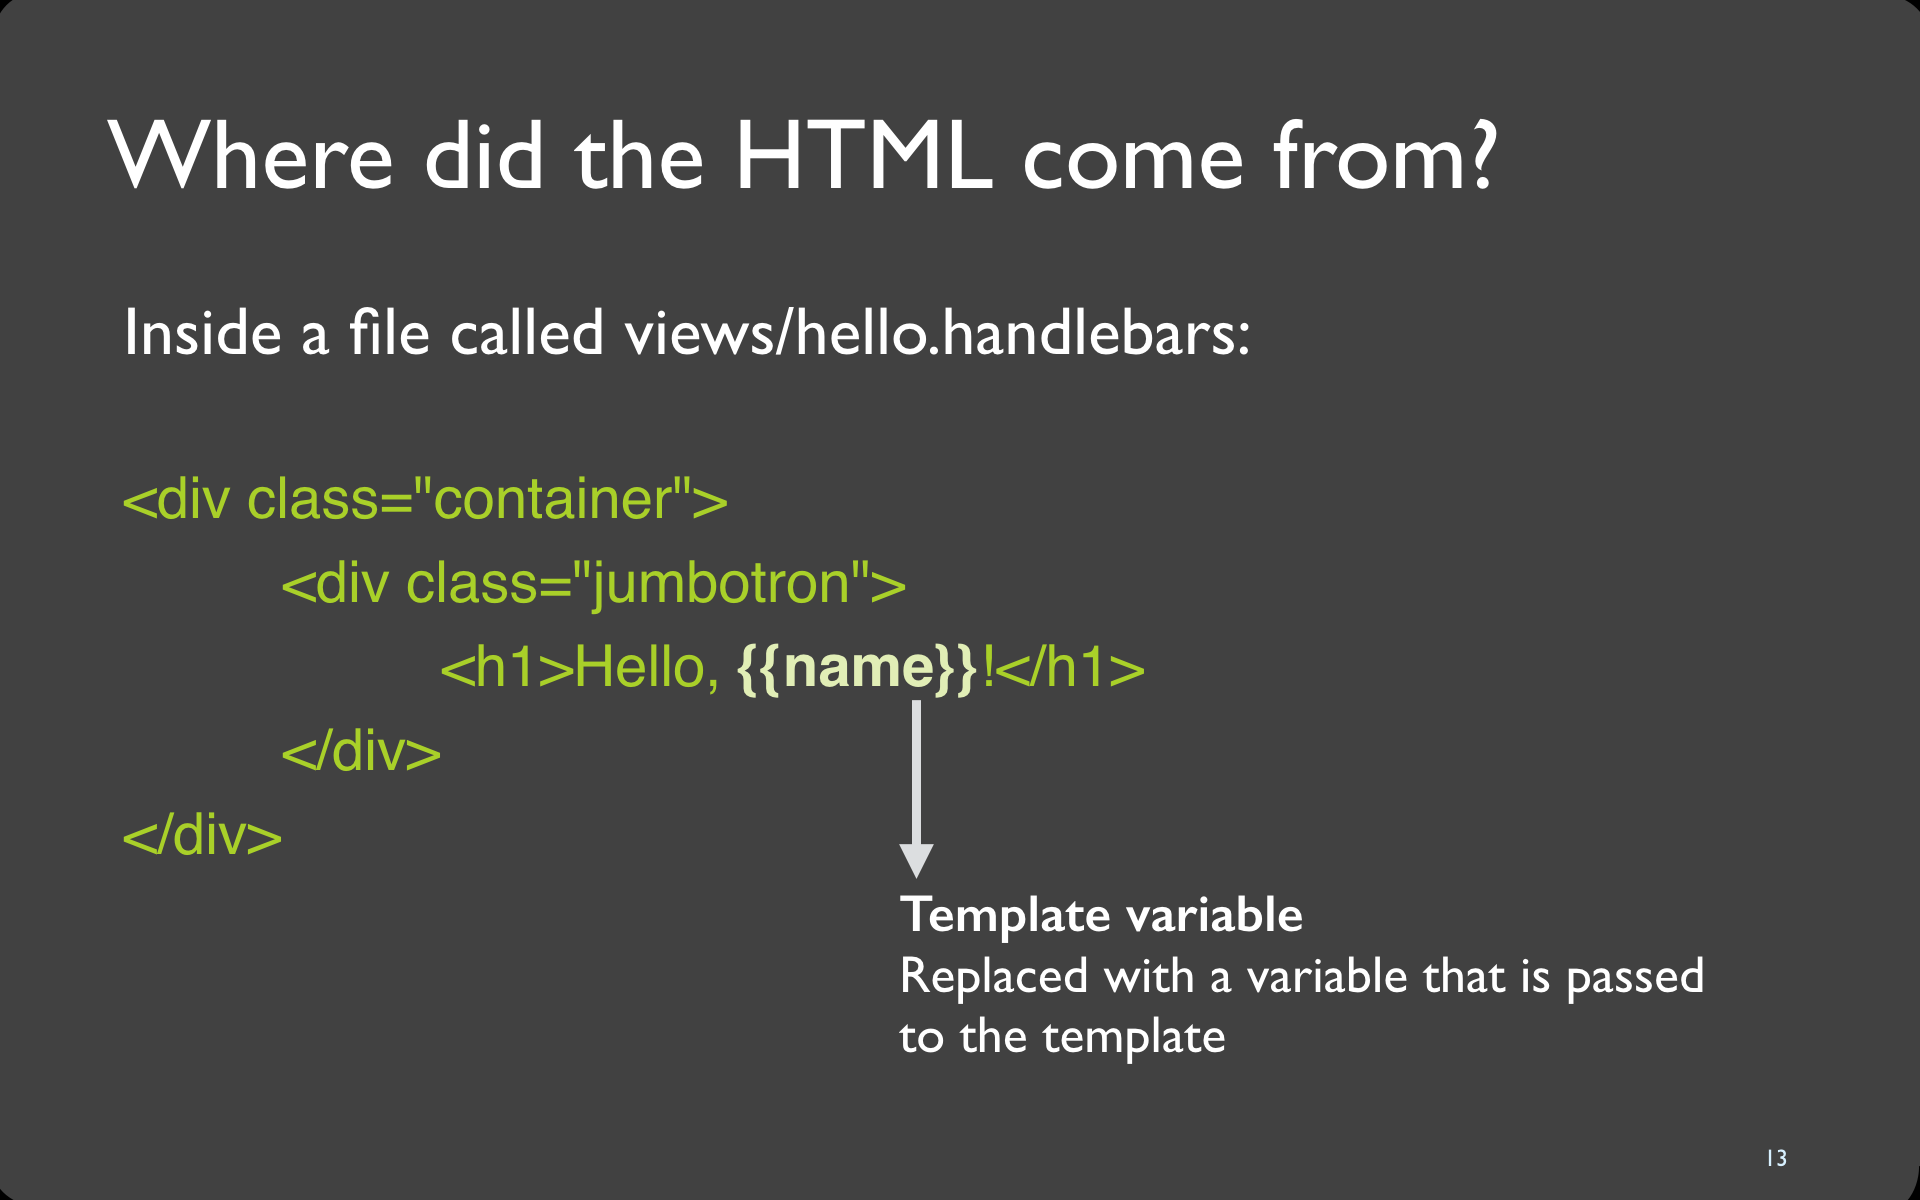 Where did the HTML come from?
Inside a file called views/hello.handlebars:
<div class="container">
<div class="jumbotron">
<h1>Hello, {{name}}!</h1>
</div>
</div>
Template variable
Replaced with a variable that is passed
to the template
13